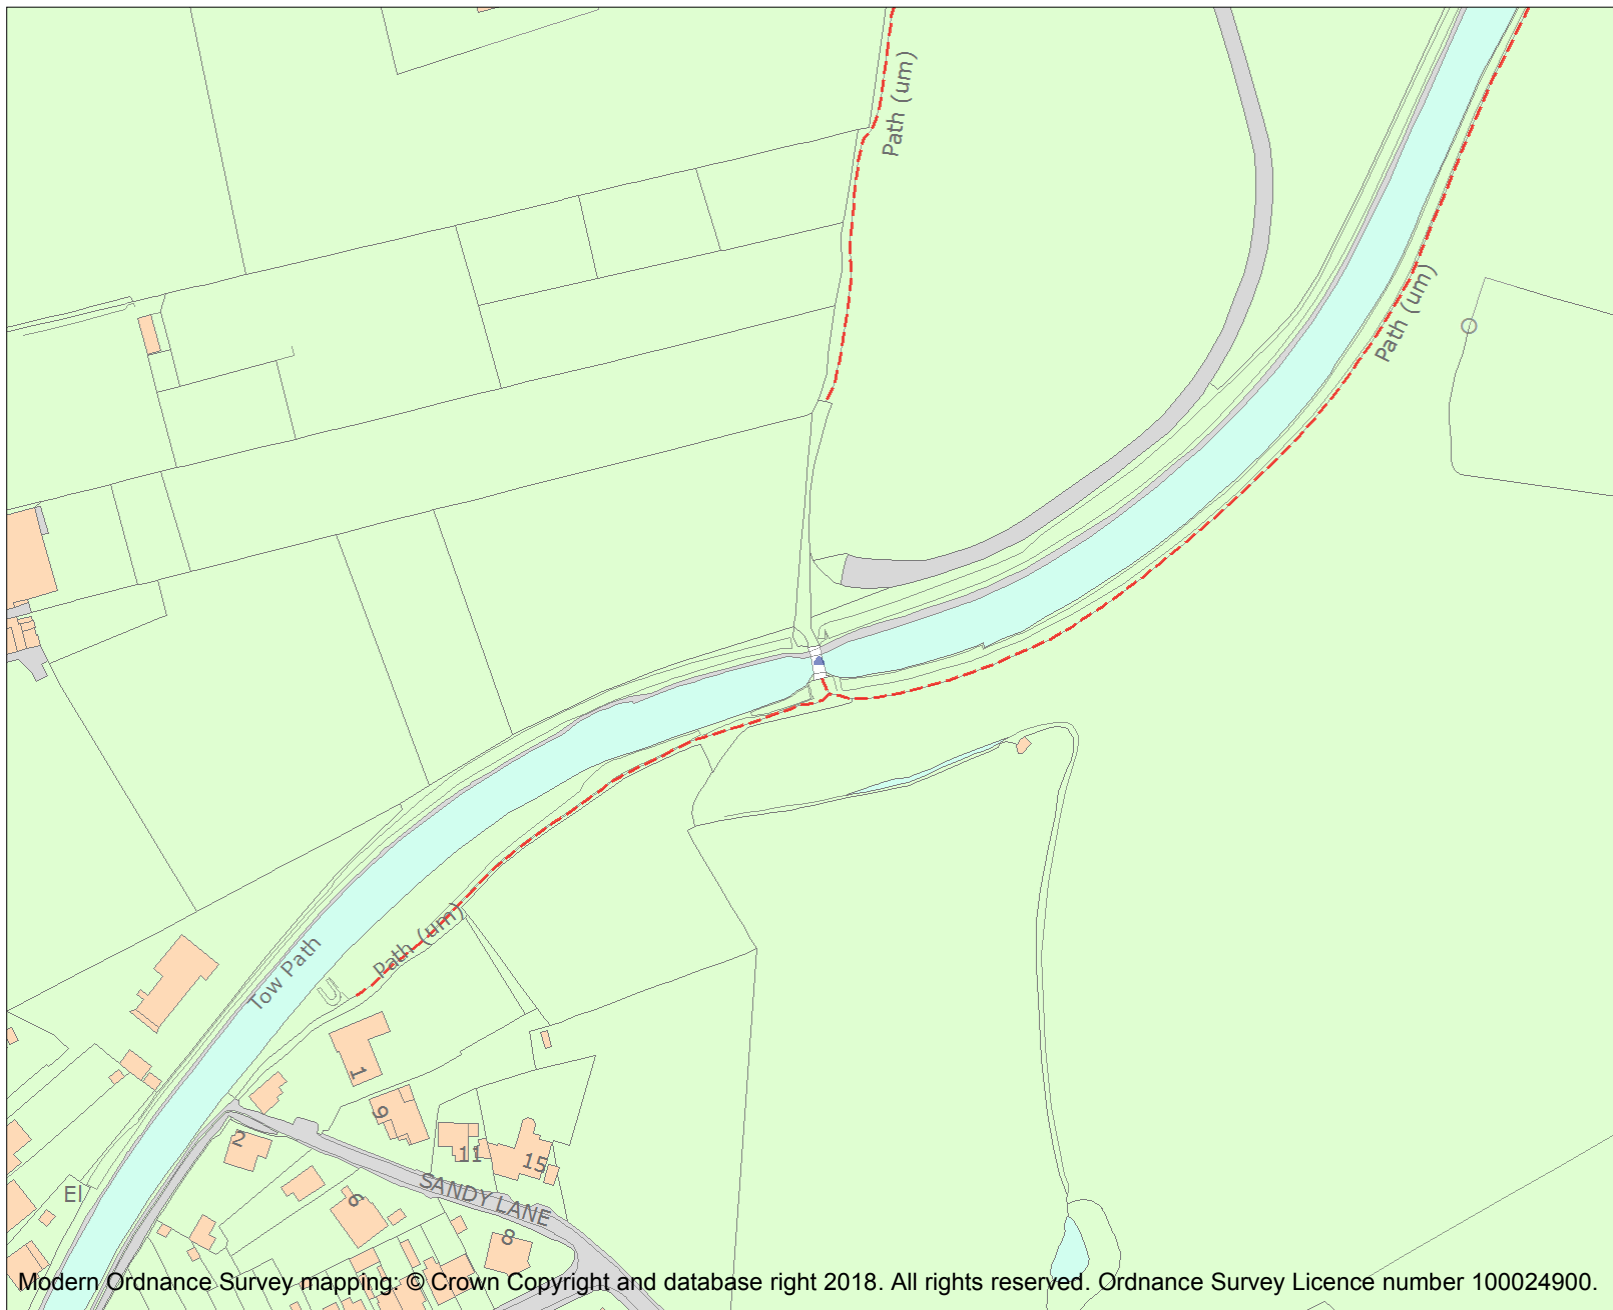 Path (um)
Path (um)
Path (um)
Tow Path
1
9
2
11
15
El
SANDY LANE
6
8
Modern Ordnance Survey mapping: © Crown Copyright and database right 2018. All rights reserved. Ordnance Survey Licence number 100024900.